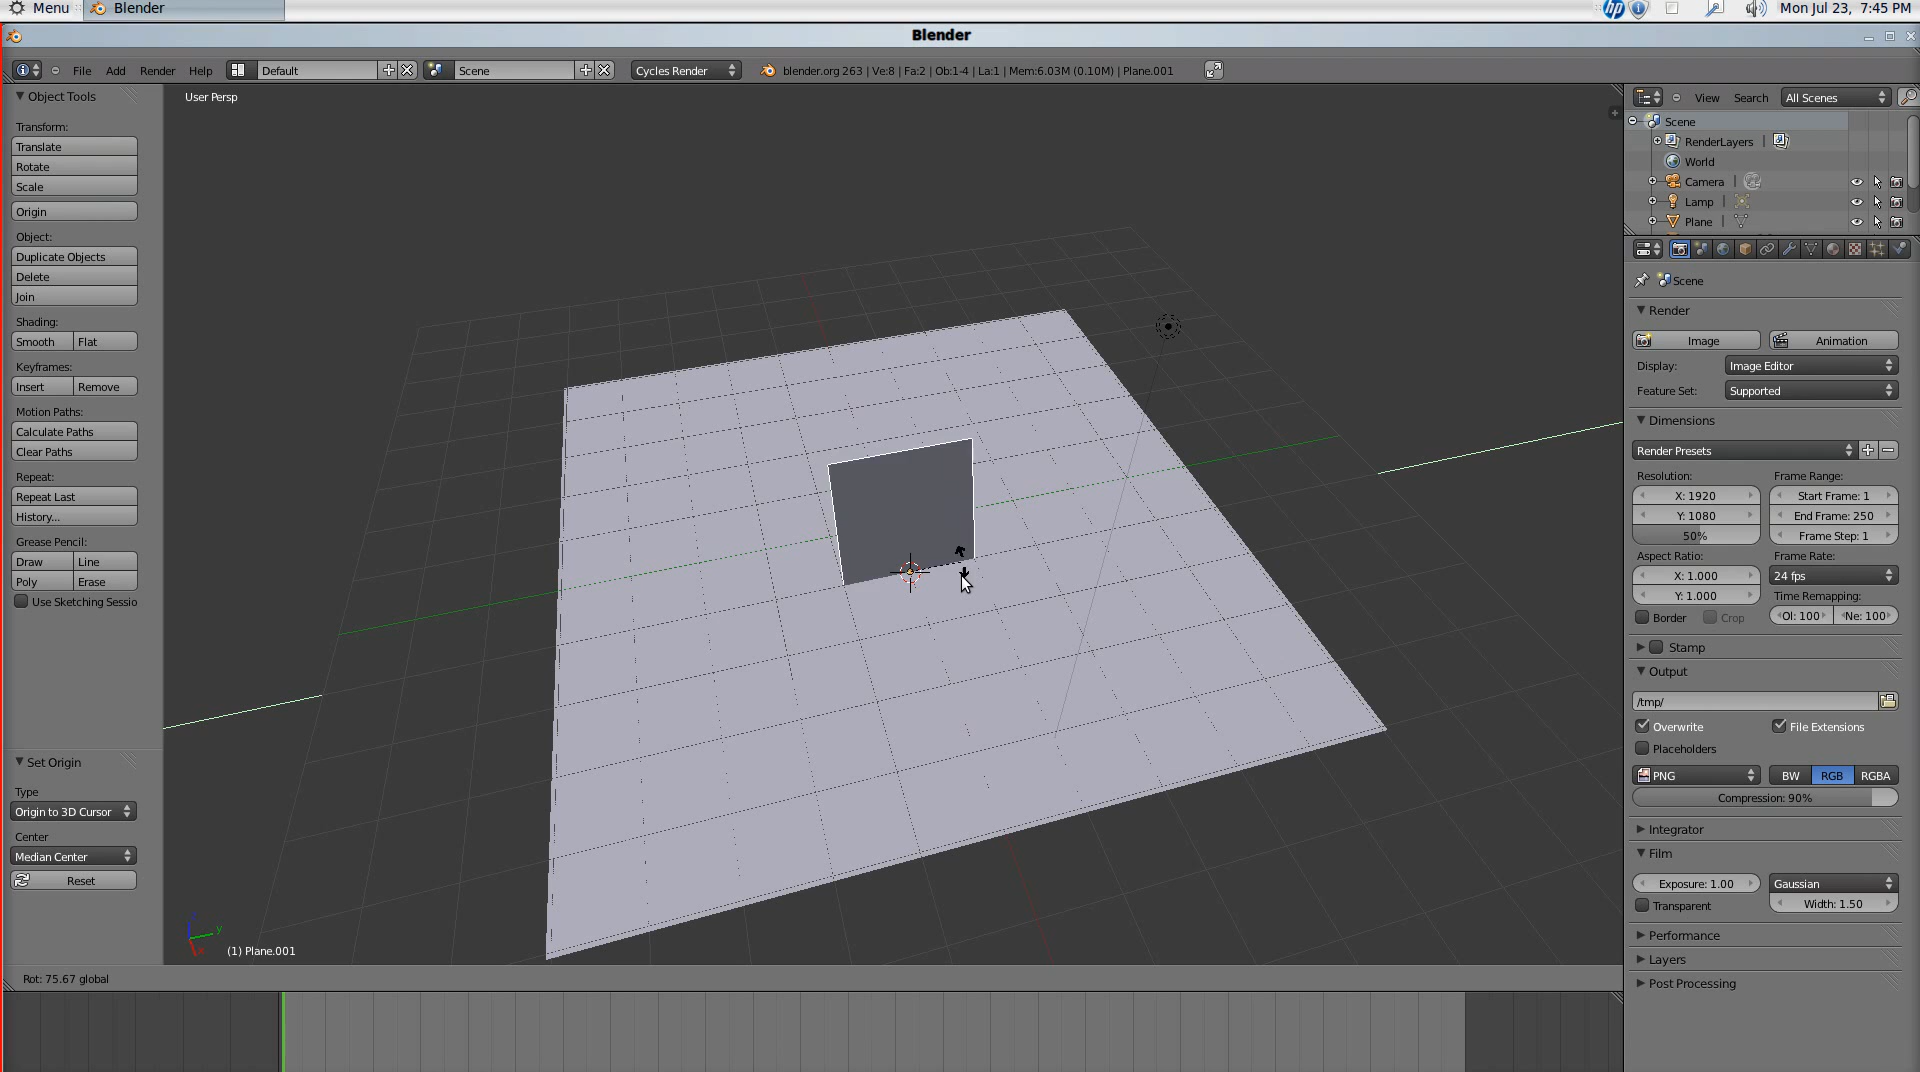 Menu
Blender
Mon Jul 23, 7:45 PM
Blender
File Add Render Help
Default
Scene
Cycles Render
blender.org 263 | Ve:8 | Fa:2 | Ob:1-4 | La:1 | Mem:6.03M (0.10M) | Plane.001
Object Tools
Transform:
Translate
Rotate
Scale
Origin
Object:
Duplicate Objects
Delete
Join
Shading:
Smooth Flat
Keyframes:
Insert Remove
Motion Paths:
Calculate Paths
Clear Paths
Repeat:
Repeat Last
History...
Grease Pencil:
Draw Line
Poly Erase
Use Sketching Sessio
Set Origin
Type
Origin to 3D Cursor
Center
Median Center
Reset
User Persp
y
x
(1) Plane.001
Rot: 75.67 global
View Search All Scenes
Scene
RenderLayers |
World
Camera |
Lamp |
Plane |
Scene
Render
Image Animation
Display: Image Editor
Feature Set: Supported
Dimensions
Render Presets
Resolution: Frame Range:
X: 1920 Start Frame: 1
Y: 1080 End Frame: 250
50% Frame Step: 1
Aspect Ratio: Frame Rate:
X: 1.000 24 fps
Y: 1.000 Time Remapping:
Border Crop Ol: 100 Ne: 100
Stamp
Output
/tmp/
Overwrite File Extensions
Placeholders
PNG BW RGB RGBA
Compression: 90%
Integrator
Film
Exposure: 1.00 Gaussian
Transparent Width: 1.50
Performance
Layers
Post Processing